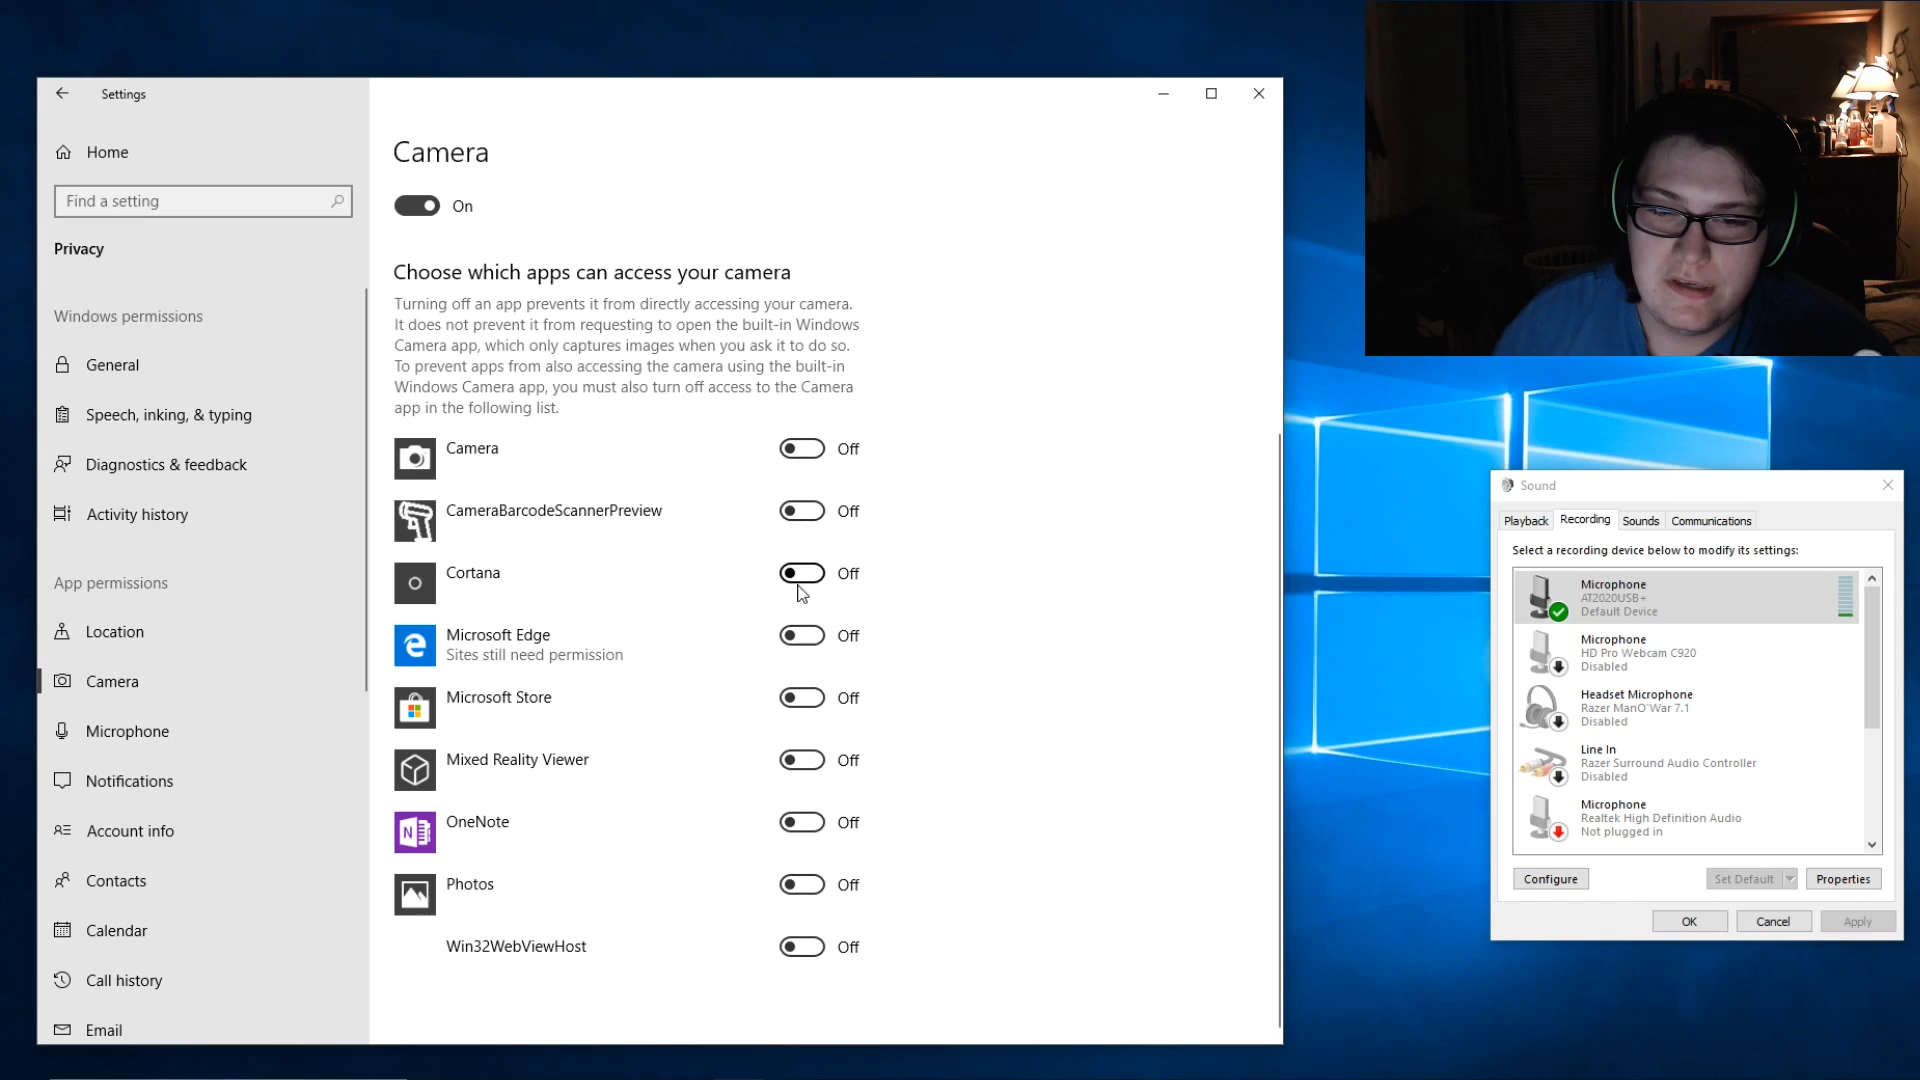 Settings
Home
Find a setting
Privacy
Windows permissions
General
Speech, inking, & typing
Diagnostics & feedback
Activity history
App permissions
Location
Camera
Microphone
Notifications
Account info
Contacts
Calendar
Call history
Email
Camera
On
Choose which apps can access your camera
Turning off an app prevents it from directly accessing your camera.
It does not prevent it from requesting to open the built-in Windows
Camera app, which only captures images when you ask it to do so.
To prevent apps from also accessing the camera using the built-in
Windows Camera app, you must also turn off access to the Camera
app in the following list.
Camera Off
CameraBarcodeScannerPreview Off
Cortana Off
Microsoft Edge Off
Sites still need permission
Microsoft Store Off
Mixed Reality Viewer Off
OneNote Off
Photos Off
Win32WebViewHost Off
Sound
Playback Recording Sounds Communications
Select a recording device below to modify its settings:
Microphone
AT2020USB+
Default Device
Microphone
HD Pro Webcam C920
Disabled
Headset Microphone
Razer ManO'War 7.1
Disabled
Line In
Razer Surround Audio Controller
Disabled
Microphone
Realtek High Definition Audio
Not plugged in
Configure Set Default Properties
OK Cancel Apply